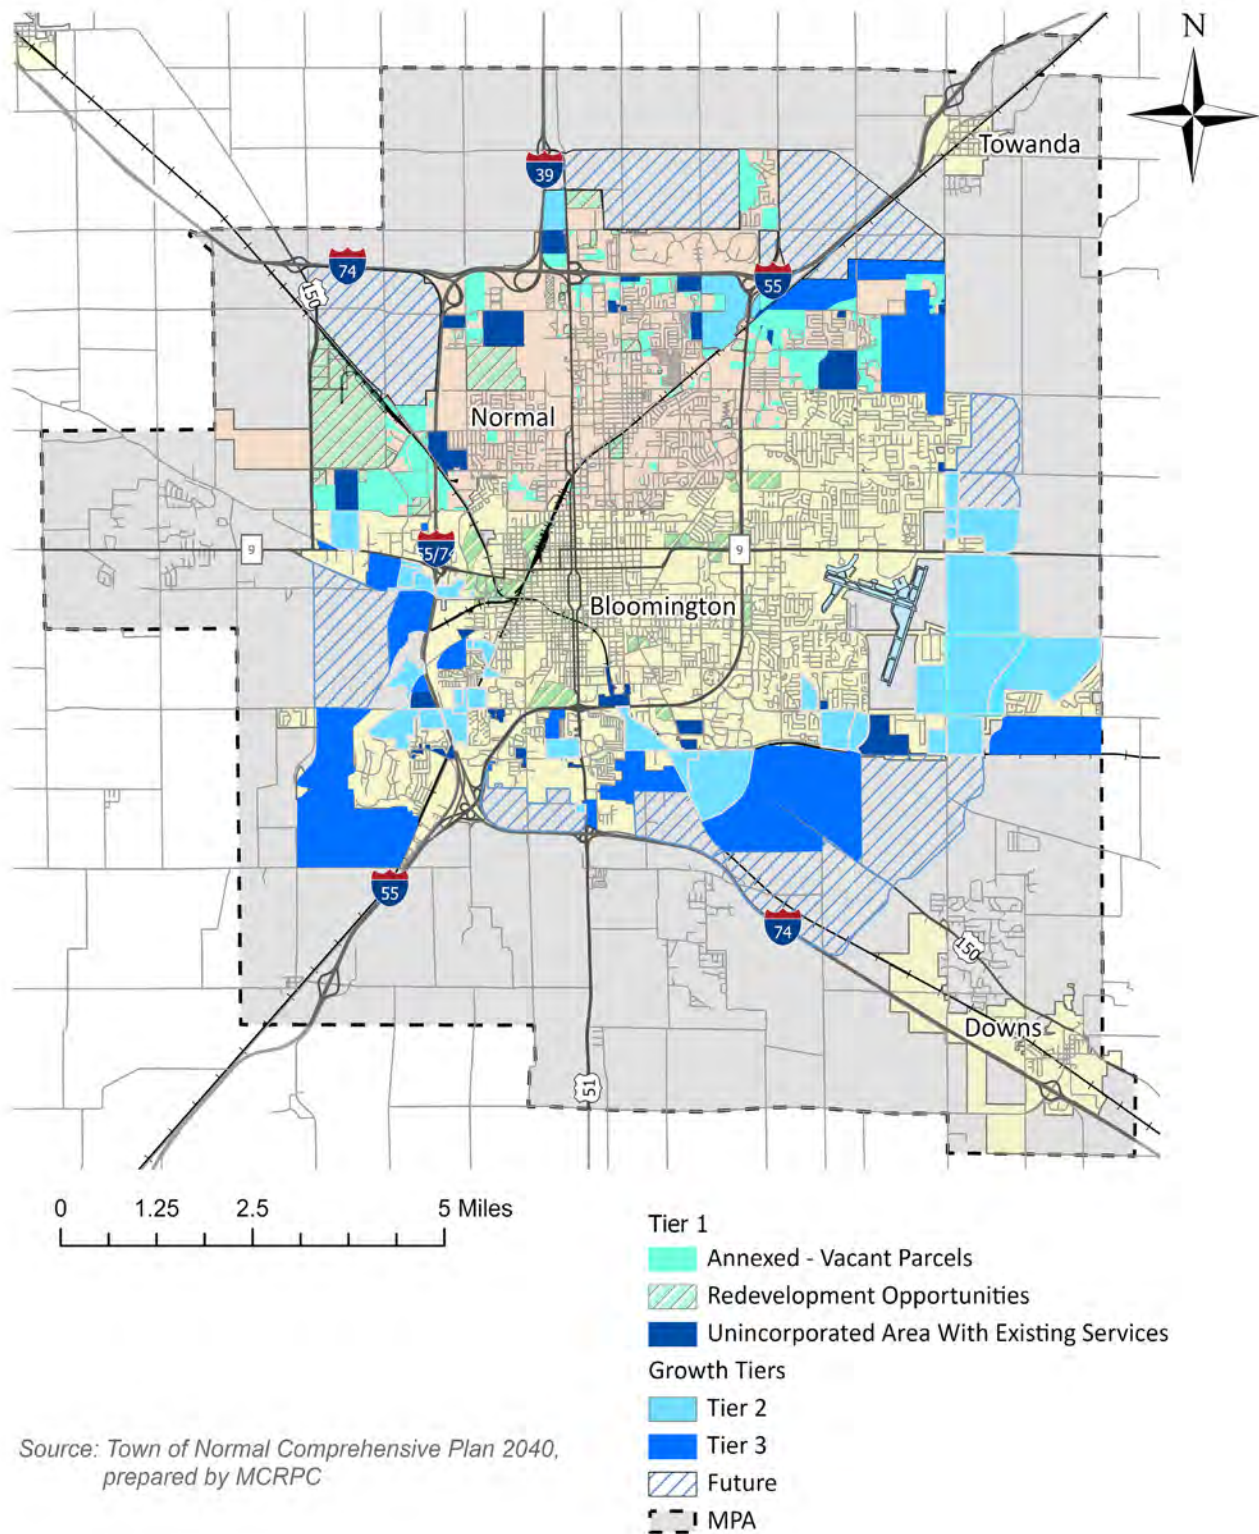 N
Towanda
39
74
55
150
Normal
9
55/74
9
Bloomington
55
74
150
Downs
51
0 1.25 2.5 5 Miles
Tier 1
Annexed - Vacant Parcels
Redevelopment Opportunities
Unincorporated Area With Existing Services
Growth Tiers
Tier 2
Tier 3
Future
MPA
Source: Town of Normal Comprehensive Plan 2040,
prepared by MCRPC